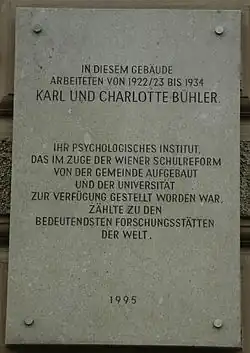 IN DIESEM GEBÄUDE
ARBEITETEN VON 1922/23 BIS 1934
KARL UND CHARLOTTE BÜHLER.
IHR PSYCHOLOGISCHES INSTITUT,
DAS IM ZUGE DER WIENER SCHULREFORM
VON DER GEMEINDE AUFGEBAUT
UND DER UNIVERSITÄT
ZUR VERFÜGUNG GESTELLT WORDEN WAR,
ZÄHLTE ZU DEN
BEDEUTENDSTEN FORSCHUNGSSTÄTTEN
DER WELT.
1995